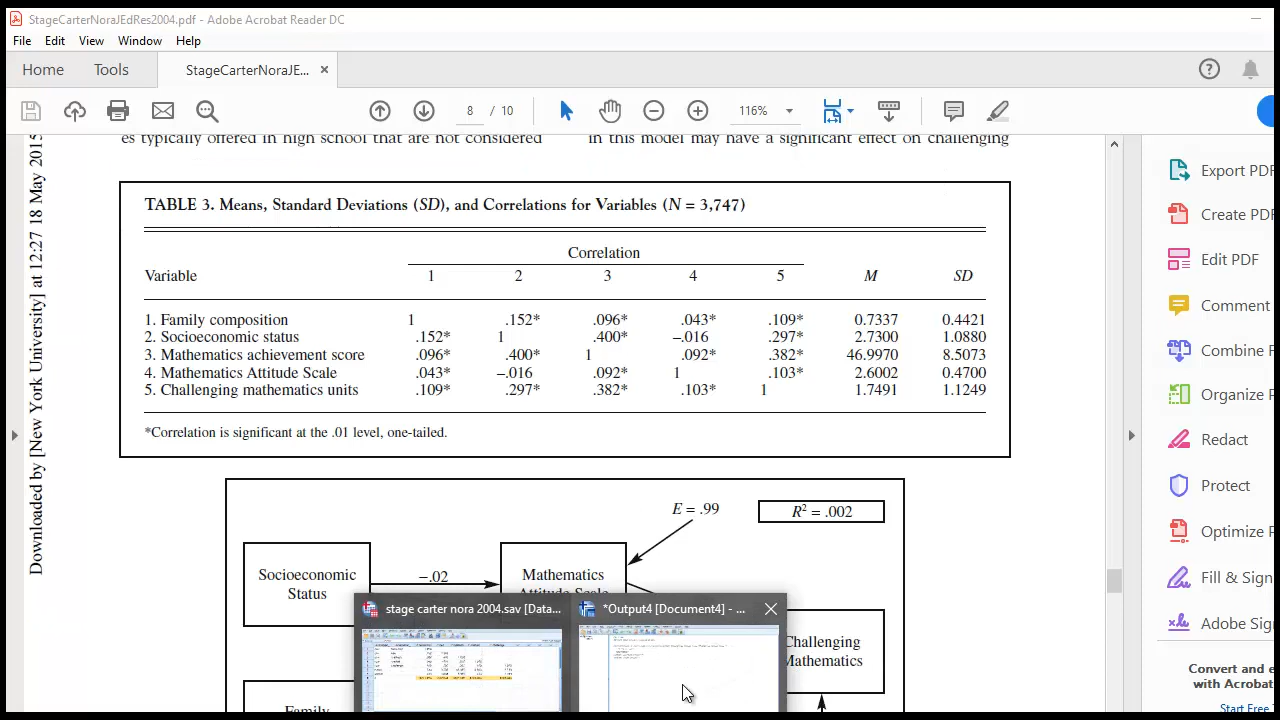 StageCarterNoraJEdRes2004.pdf - Adobe Acrobat Reader DC
File Edit View Window Help
Home Tools StageCarterNoraJE... ×
8 / 10 116%
Downloaded by [New York University] at 12:27 18 May 2015
es typically offered in high school that are not considered
in this model may have a significant effect on challenging
TABLE 3. Means, Standard Deviations (SD), and Correlations for Variables (N = 3,747)
Correlation
Variable 1 2 3 4 5 M SD
1. Family composition 1 .152* .096* .043* .109* 0.7337 0.4421
2. Socioeconomic status .152* 1 .400* –.016 .297* 2.7300 1.0880
3. Mathematics achievement score .096* .400* 1 .092* .382* 46.9970 8.5073
4. Mathematics Attitude Scale .043* –.016 .092* 1 .103* 2.6002 0.4700
5. Challenging mathematics units .109* .297* .382* .103* 1 1.7491 1.1249
*Correlation is significant at the .01 level, one-tailed.
E = .99
R² = .002
Socioeconomic
Status
–.02
Mathematics
Attitude Scale
Challenging
Mathematics
Family
stage carter nora 2004.sav [Data...
*Output4 [Document4] - ...
Export PDF
Create PDF
Edit PDF
Comment
Combine F
Organize P
Redact
Protect
Optimize P
Fill & Sign
Adobe Sign
Convert and e
with Acrobat
Start Free